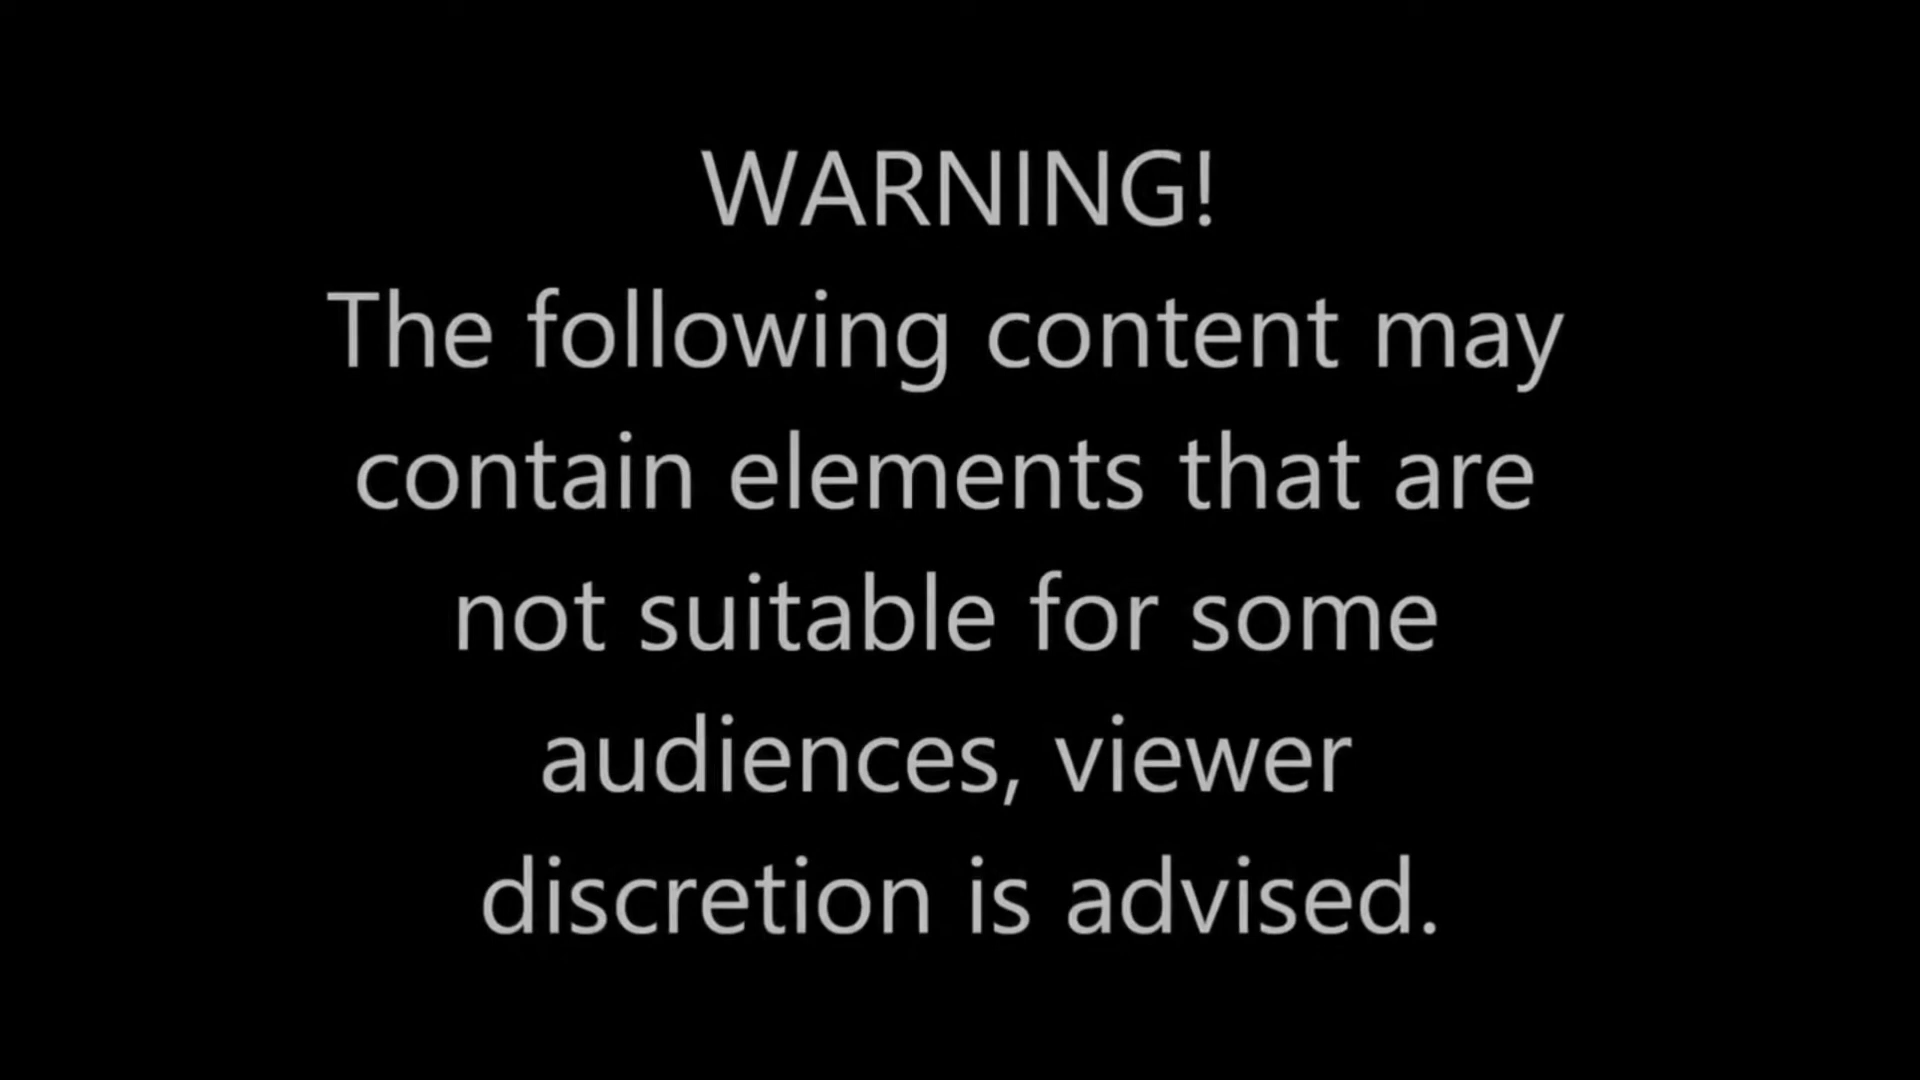 WARNING!
The following content may
contain elements that are
not suitable for some
audiences, viewer
discretion is advised.